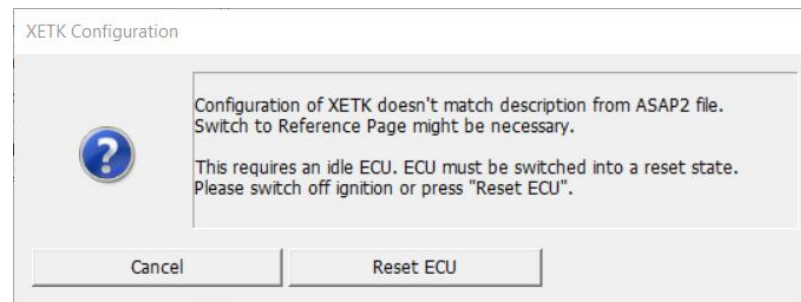 XETK Configuration
Configuration of XETK doesn't match description from ASAP2 file.
Switch to Reference Page might be necessary.
This requires an idle ECU. ECU must be switched into a reset state.
Please switch off ignition or press "Reset ECU".
Cancel
Reset ECU